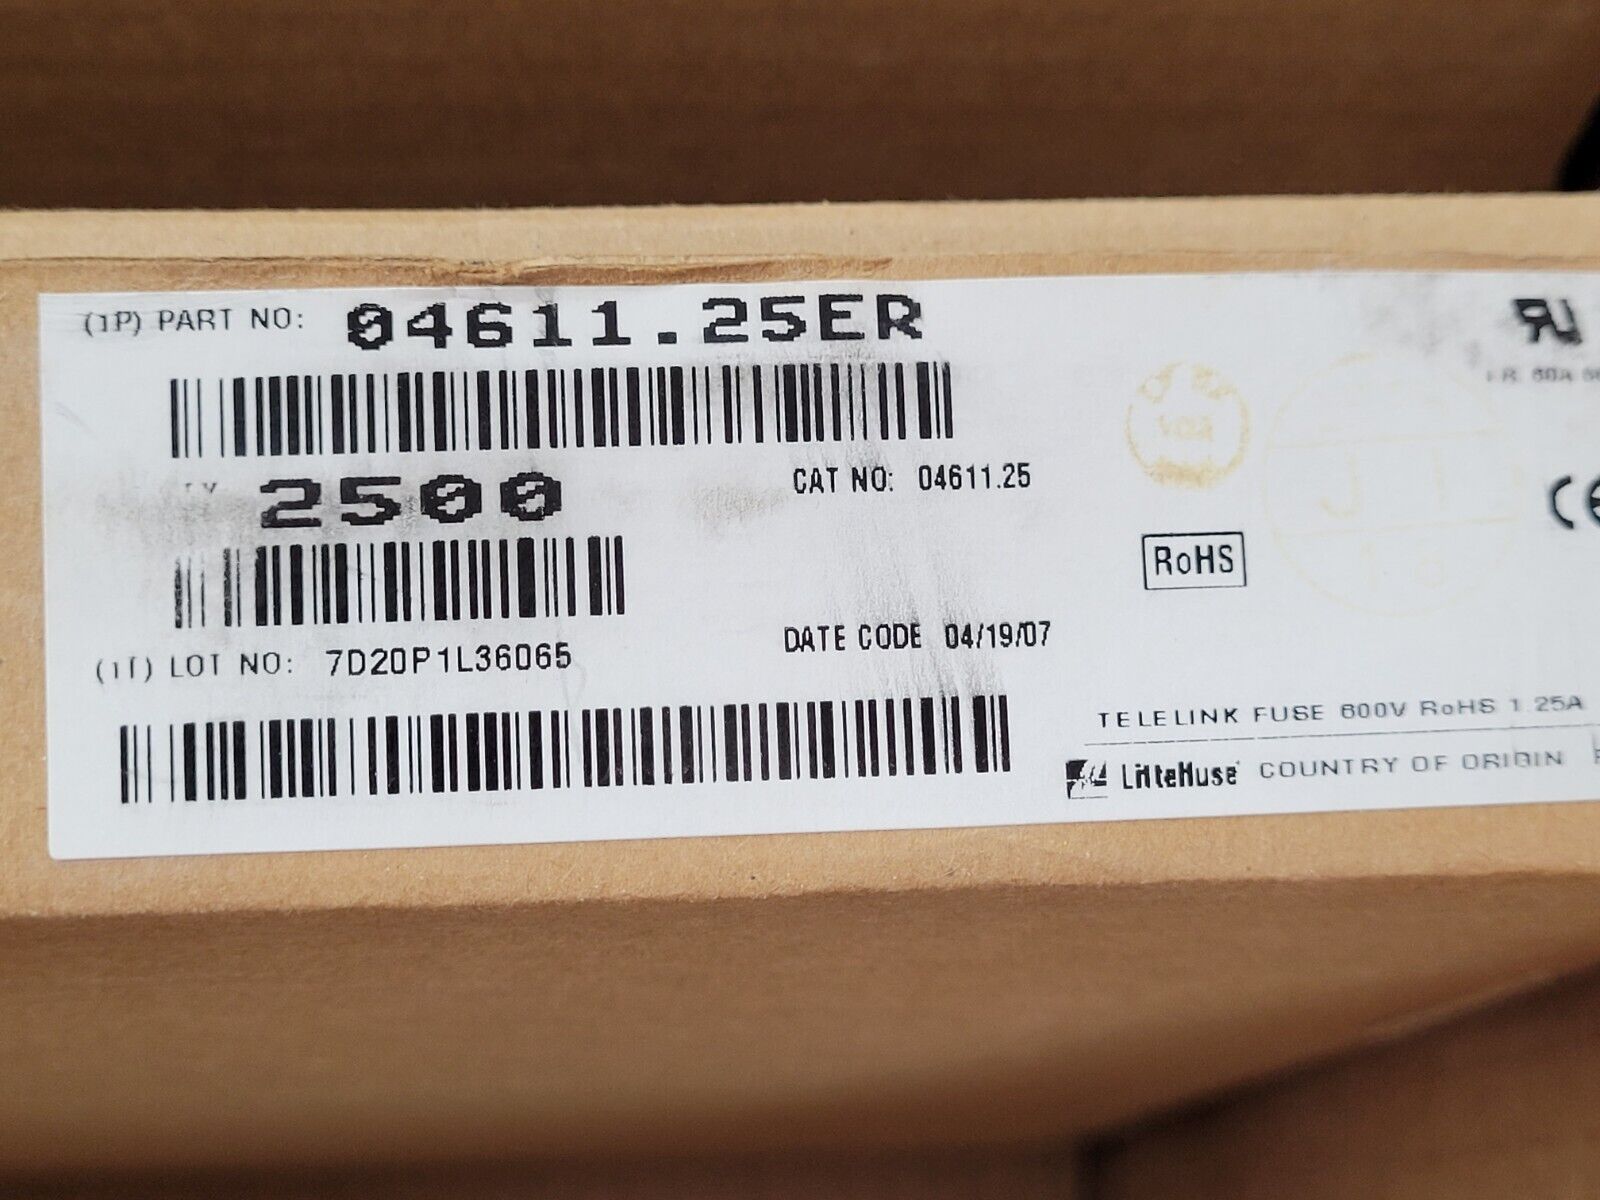 (1P) PART NO: 04611.25ER
2500
CAT NO: 04611.25
RoHS
(1T) LOT NO: 7D20P1L36065
DATE CODE 04/19/07
TELELINK FUSE 600V RoHS 1.25A
Littelfuse COUNTRY OF ORIGIN